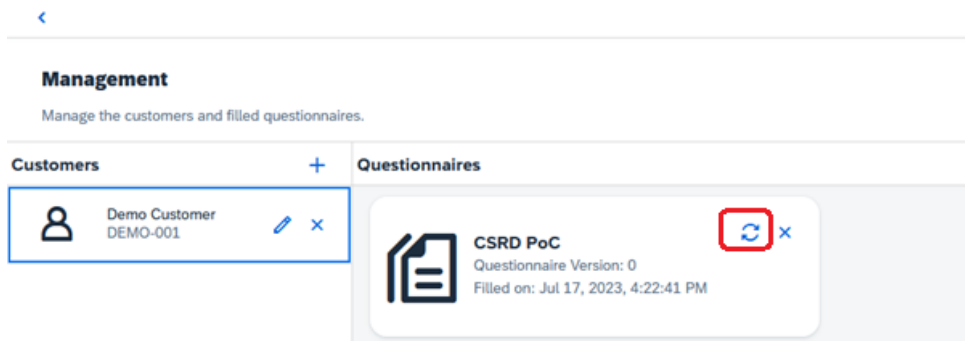 Management
Manage the customers and filled questionnaires.
Customers
Questionnaires
Demo Customer
DEMO-001
CSRD PoC
Questionnaire Version: 0
Filled on: Jul 17, 2023, 4:22:41 PM